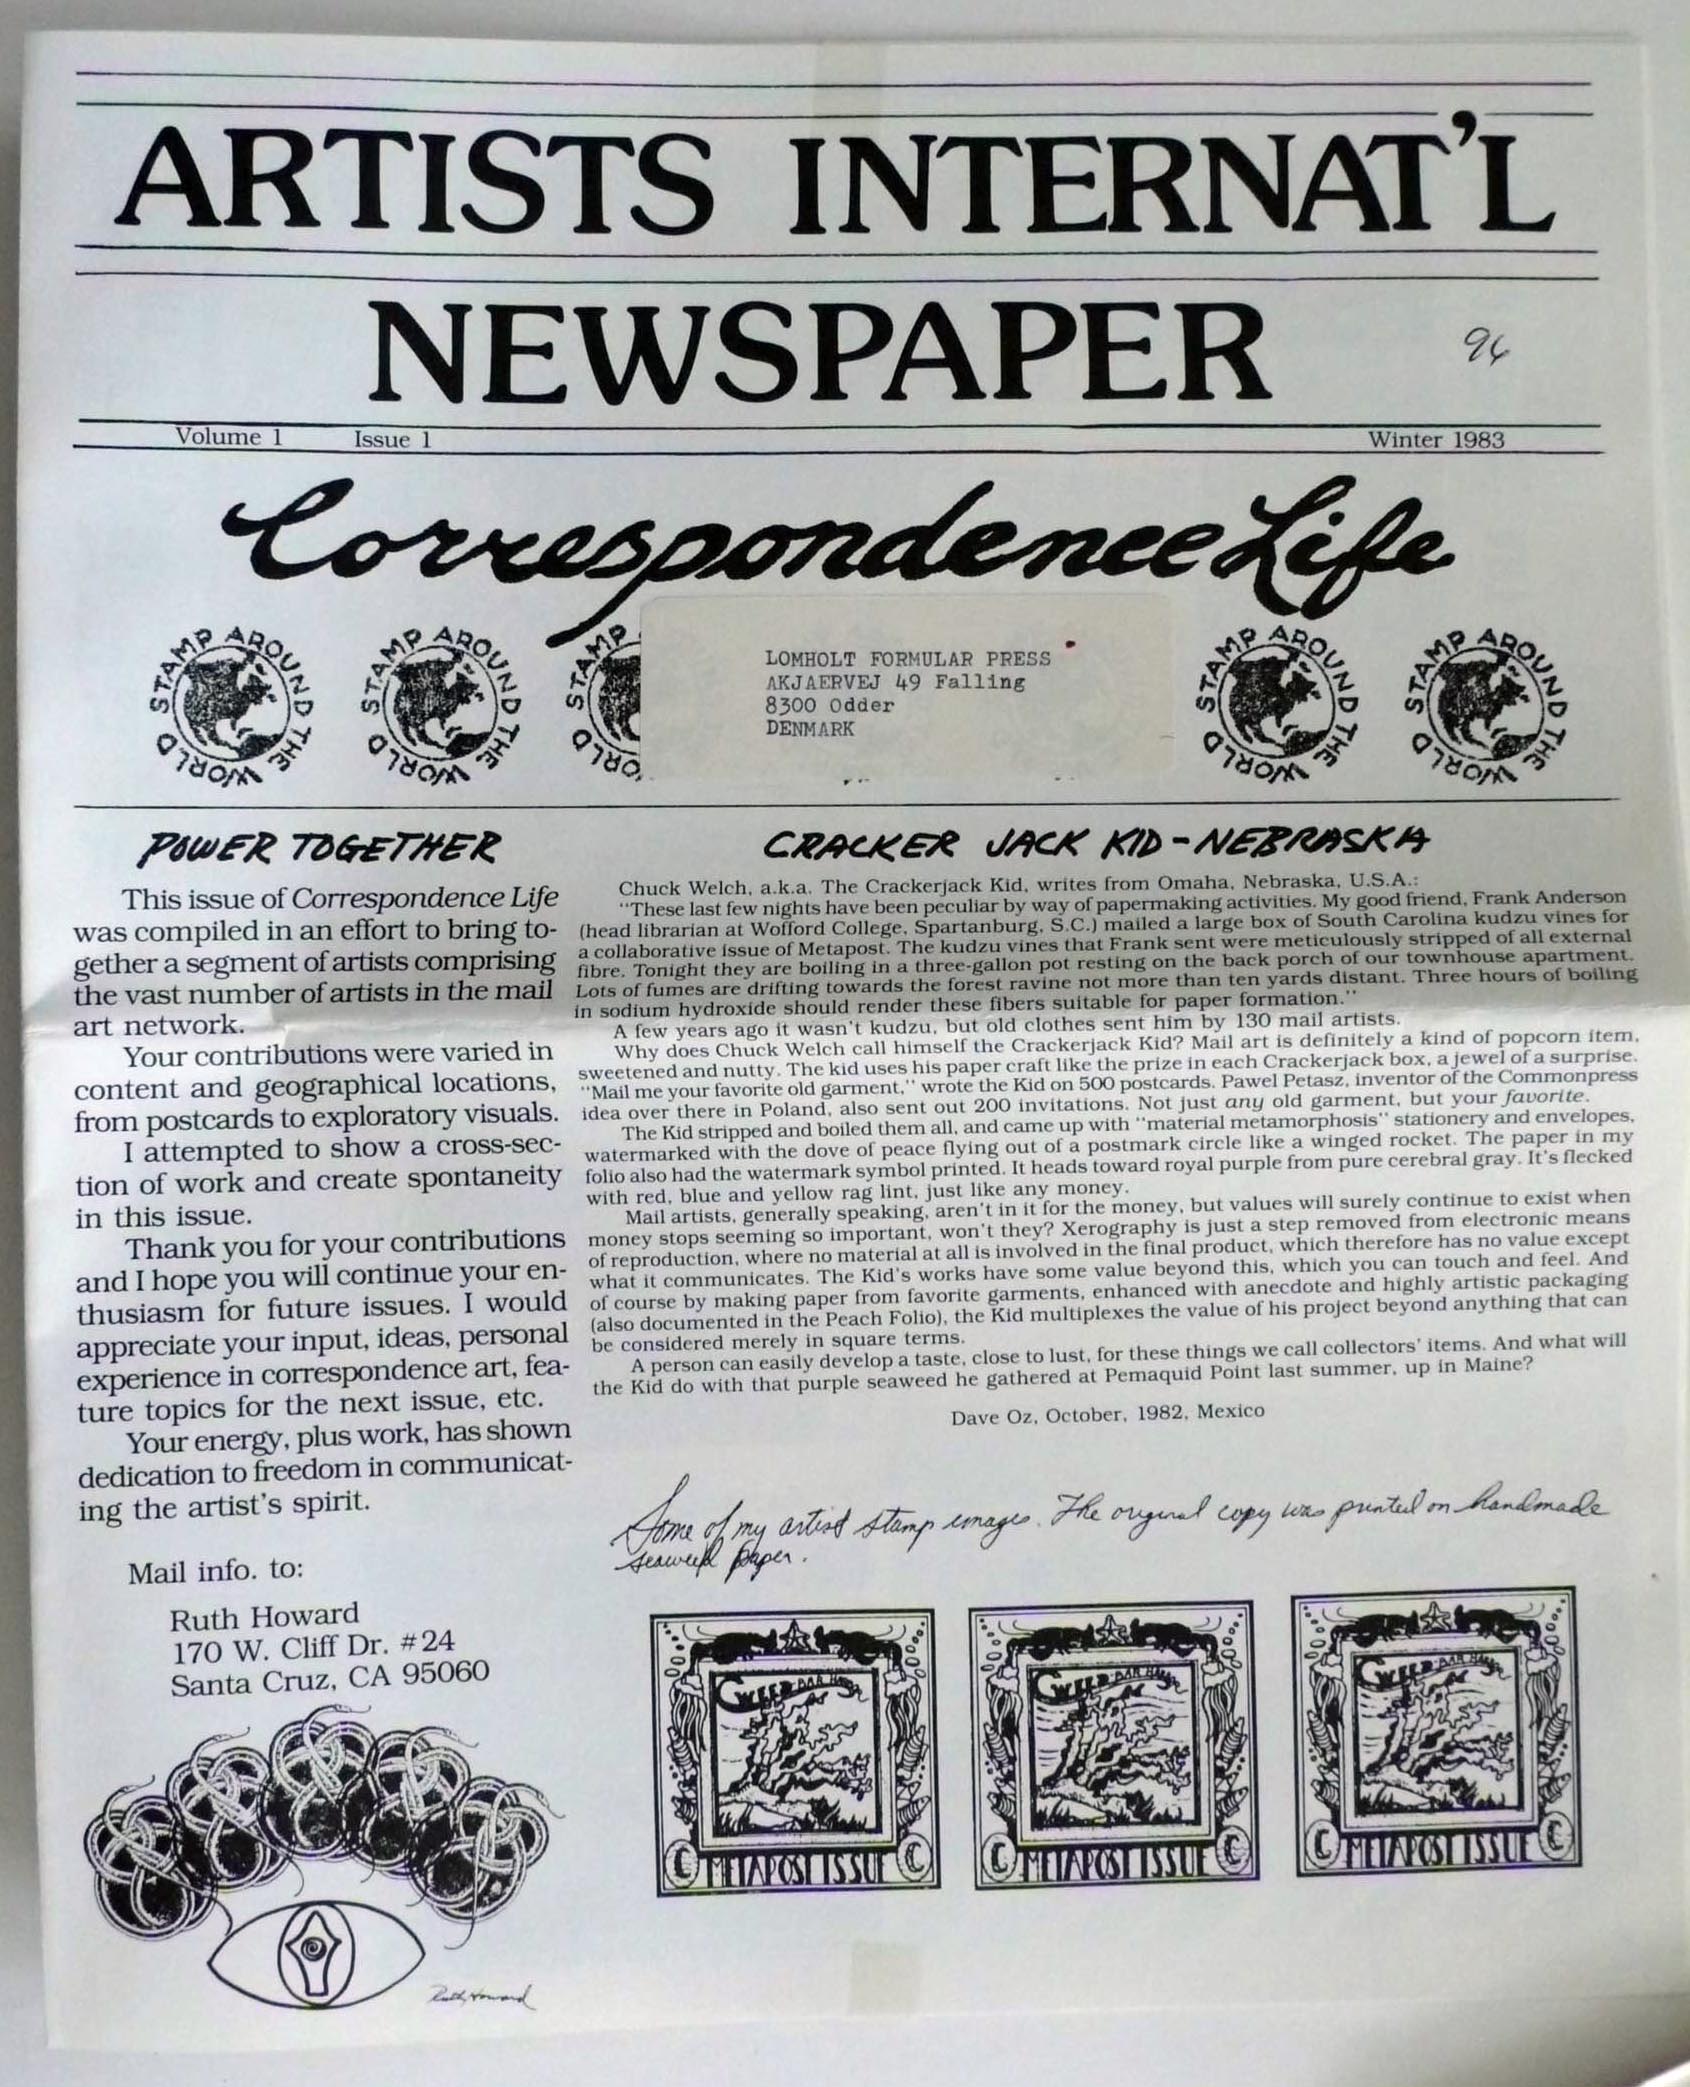 ARTISTS INTERNAT'L
NEWSPAPER
96
Volume 1 Issue 1 Winter 1983
Correspondence Life
STAMP AROUND THE WORLD
STAMP AROUND THE WORLD
STAMP
WORLD
LOMHOLT FORMULAR PRESS
AKJAERVEJ 49 Falling
8300 Odder
DENMARK
STAMP AROUND THE WORLD
STAMP AROUND THE WORLD
POWER TOGETHER
This issue of Correspondence Life
was compiled in an effort to bring to-
gether a segment of artists comprising
the vast number of artists in the mail
art network.
Your contributions were varied in
content and geographical locations,
from postcards to exploratory visuals.
I attempted to show a cross-sec-
tion of work and create spontaneity
in this issue.
Thank you for your contributions
and I hope you will continue your en-
thusiasm for future issues. I would
appreciate your input, ideas, personal
experience in correspondence art, fea-
ture topics for the next issue, etc.
Your energy, plus work, has shown
dedication to freedom in communicat-
ing the artist's spirit.
Mail info. to:
Ruth Howard
170 W. Cliff Dr. #24
Santa Cruz, CA 95060
Ruth Howard
CRACKER JACK KID-NEBRASKA
Chuck Welch, a.k.a. The Crackerjack Kid, writes from Omaha, Nebraska, U.S.A.:
"These last few nights have been peculiar by way of papermaking activities. My good friend, Frank Anderson
(head librarian at Wofford College, Spartanburg, S.C.) mailed a large box of South Carolina kudzu vines for
a collaborative issue of Metapost. The kudzu vines that Frank sent were meticulously stripped of all external
fibre. Tonight they are boiling in a three-gallon pot resting on the back porch of our townhouse apartment.
Lots of fumes are drifting towards the forest ravine not more than ten yards distant. Three hours of boiling
in sodium hydroxide should render these fibers suitable for paper formation."
A few years ago it wasn't kudzu, but old clothes sent him by 130 mail artists.
Why does Chuck Welch call himself the Crackerjack Kid? Mail art is definitely a kind of popcorn item,
sweetened and nutty. The kid uses his paper craft like the prize in each Crackerjack box, a jewel of a surprise.
"Mail me your favorite old garment," wrote the Kid on 500 postcards. Pawel Petasz, inventor of the Commonpress
idea over there in Poland, also sent out 200 invitations. Not just any old garment, but your favorite.
The Kid stripped and boiled them all, and came up with "material metamorphosis" stationery and envelopes,
watermarked with the dove of peace flying out of a postmark circle like a winged rocket. The paper in my
folio also had the watermark symbol printed. It heads toward royal purple from pure cerebral gray. It's flecked
with red, blue and yellow rag lint, just like any money.
Mail artists, generally speaking, aren't in it for the money, but values will surely continue to exist when
money stops seeming so important, won't they? Xerography is just a step removed from electronic means
of reproduction, where no material at all is involved in the final product, which therefore has no value except
what it communicates. The Kid's works have some value beyond this, which you can touch and feel. And
of course by making paper from favorite garments, enhanced with anecdote and highly artistic packaging
(also documented in the Peach Folio), the Kid multiplexes the value of his project beyond anything that can
be considered merely in square terms.
A person can easily develop a taste, close to lust, for these things we call collectors' items. And what will
the Kid do with that purple seaweed he gathered at Pemaquid Point last summer, up in Maine?
Dave Oz, October, 1982, Mexico
Some of my artist stamp images. The original copy was printed on handmade
seaweed paper.
C METAPOST ISSUE C
C METAPOST ISSUE C
C METAPOST ISSUE C